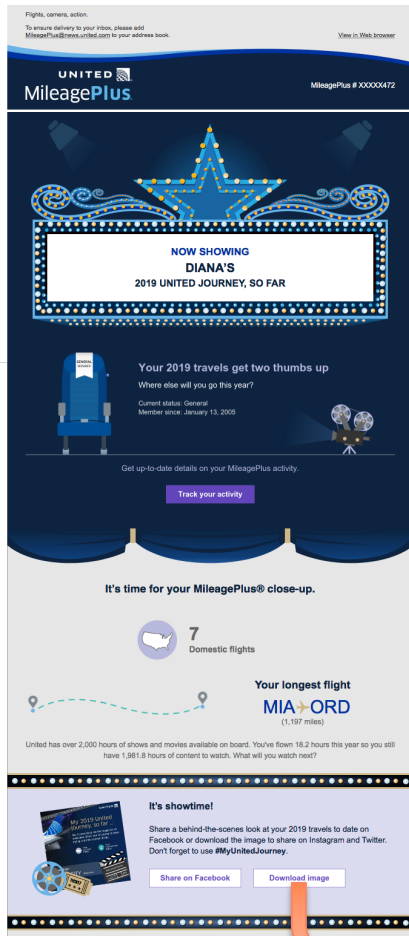 Flights, camera, action.
To ensure delivery to your inbox, please add
MileagePlus@news.united.com to your address book.
View in Web browser
UNITED
MileagePlus
MileagePlus # XXXXX472
NOW SHOWING
DIANA'S
2019 UNITED JOURNEY, SO FAR
GENERAL
MEMBER
Your 2019 travels get two thumbs up
Where else will you go this year?
Current status: General
Member since: January 13, 2005
Get up-to-date details on your MileagePlus activity.
Track your activity
It's time for your MileagePlus® close-up.
7
Domestic flights
Your longest flight
MIA ORD
(1,197 miles)
United has over 2,000 hours of shows and movies available on board. You've flown 18.2 hours this year so you still
have 1,981.8 hours of content to watch. What will you watch next?
My 2019 United
journey, so far ...
It's showtime!
Share a behind-the-scenes look at your 2019 travels to date on
Facebook or download the image to share on Instagram and Twitter.
Don't forget to use #MyUnitedJourney.
Share on Facebook
Download image